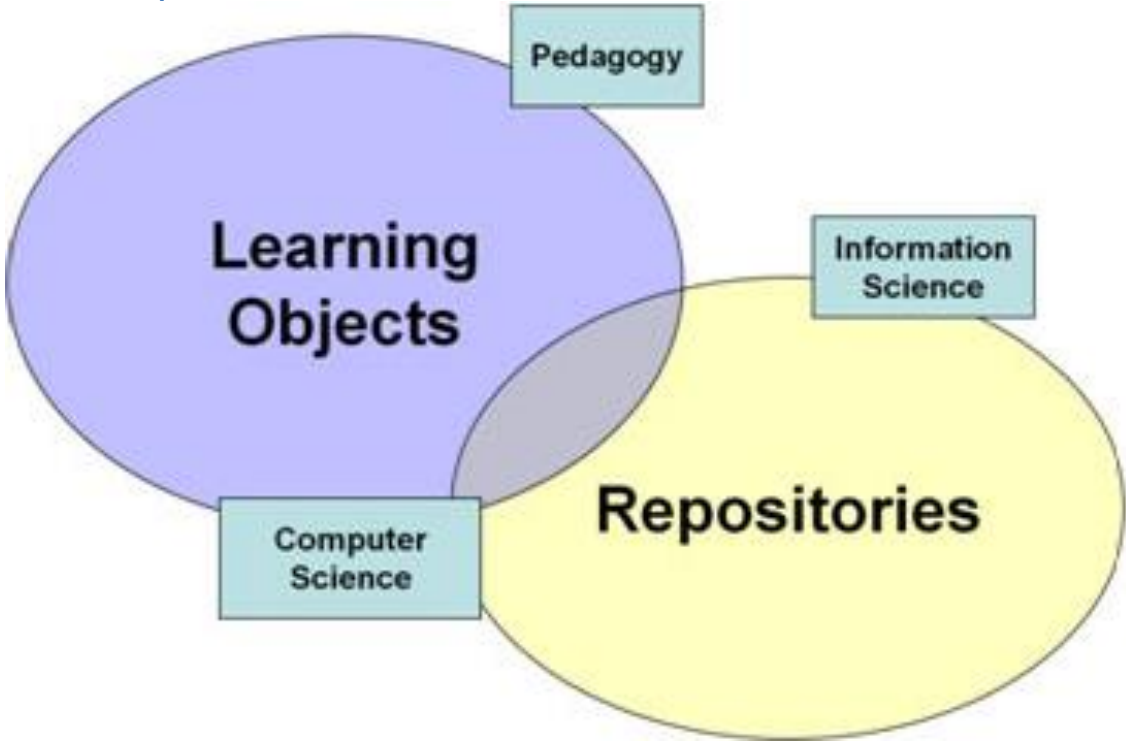 Pedagogy
Learning
Objects
Information
Science
Repositories
Computer
Science